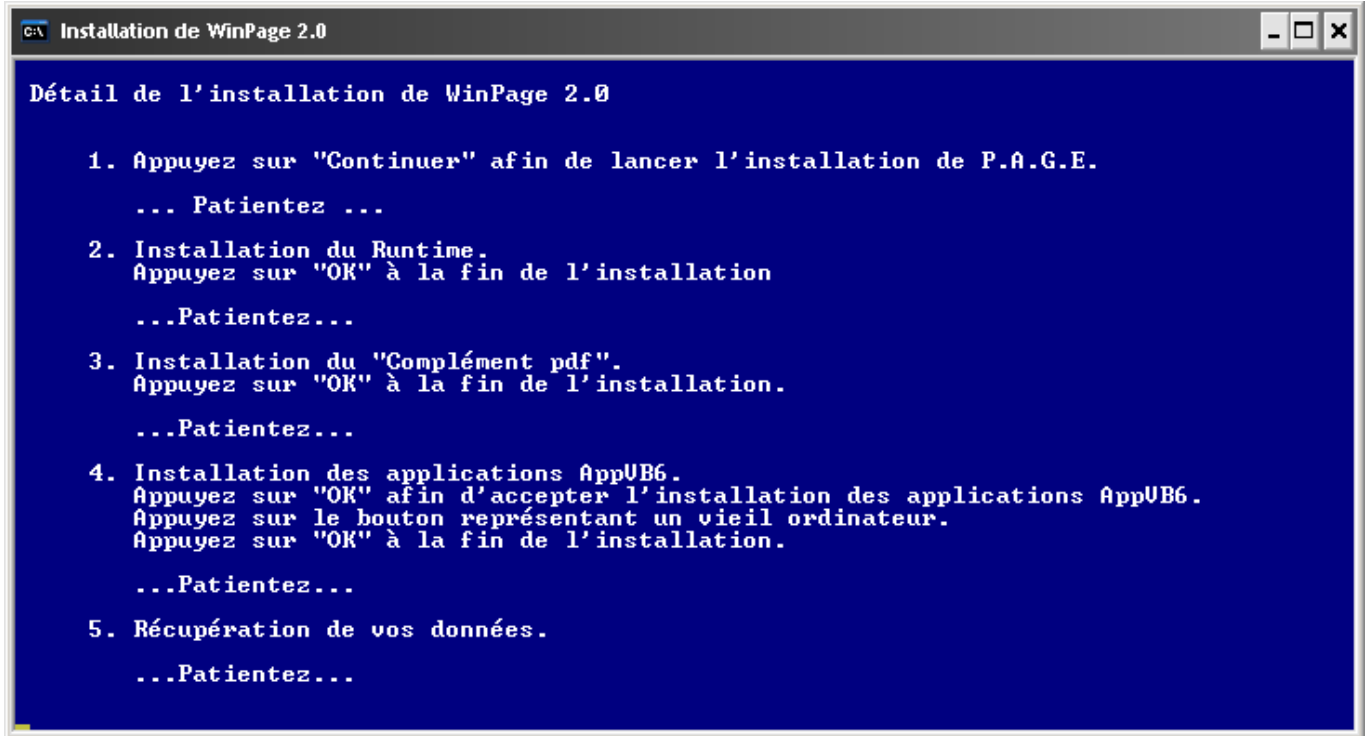 Installation de WinPage 2.0
Détail de l'installation de WinPage 2.0
1. Appuyez sur "Continuer" afin de lancer l'installation de P.A.G.E.
... Patientez ...
2. Installation du Runtime.
Appuyez sur "OK" à la fin de l'installation
...Patientez...
3. Installation du "Complément pdf".
Appuyez sur "OK" à la fin de l'installation.
...Patientez...
4. Installation des applications AppVB6.
Appuyez sur "OK" afin d'accepter l'installation des applications AppVB6.
Appuyez sur le bouton représentant un vieil ordinateur.
Appuyez sur "OK" à la fin de l'installation.
...Patientez...
5. Récupération de vos données.
...Patientez...